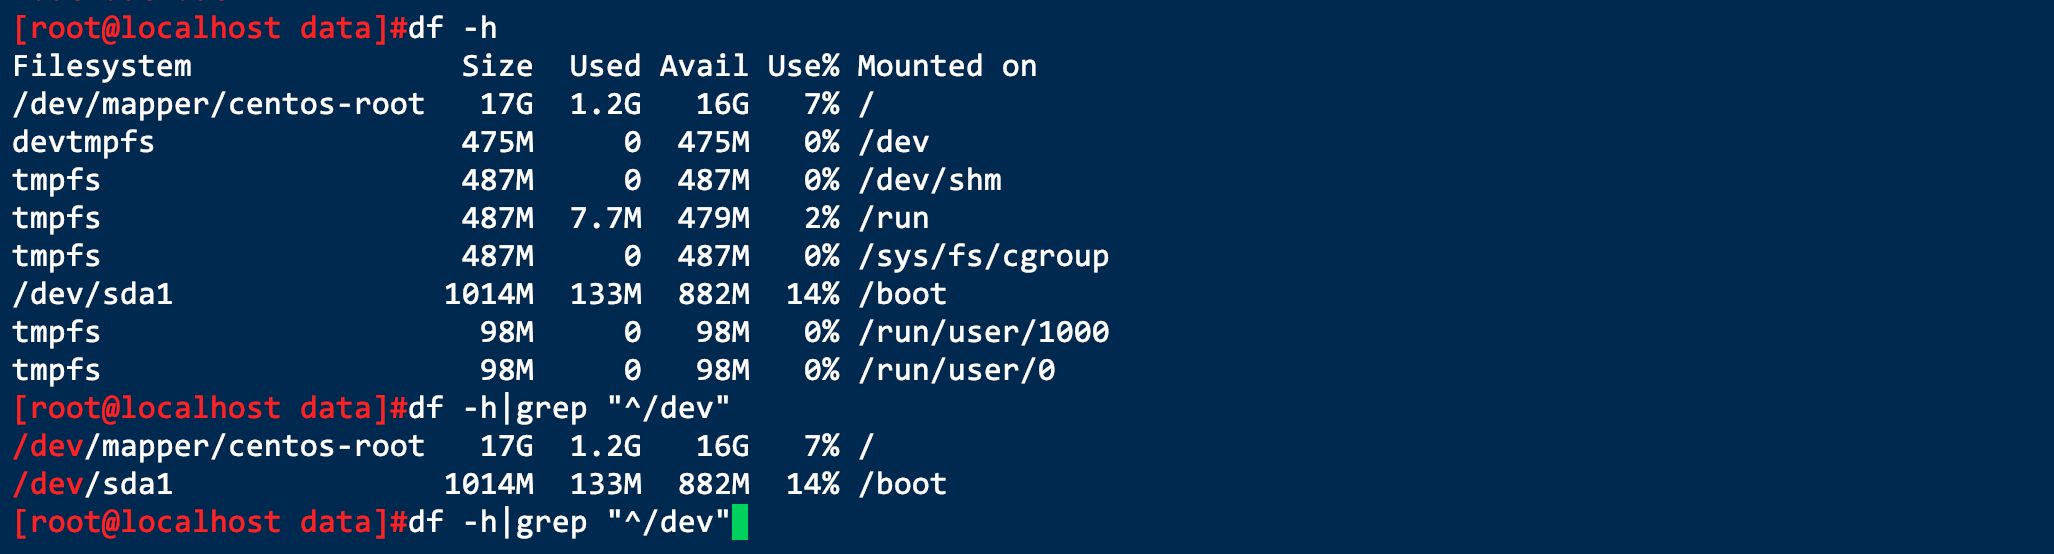 [root@localhost data]#df -h
Filesystem Size Used Avail Use% Mounted on
/dev/mapper/centos-root 17G 1.2G 16G 7% /
devtmpfs 475M 0 475M 0% /dev
tmpfs 487M 0 487M 0% /dev/shm
tmpfs 487M 7.7M 479M 2% /run
tmpfs 487M 0 487M 0% /sys/fs/cgroup
/dev/sda1 1014M 133M 882M 14% /boot
tmpfs 98M 0 98M 0% /run/user/1000
tmpfs 98M 0 98M 0% /run/user/0
[root@localhost data]#df -h|grep "^/dev"
/dev/mapper/centos-root 17G 1.2G 16G 7% /
/dev/sda1 1014M 133M 882M 14% /boot
[root@localhost data]#df -h|grep "^/dev"